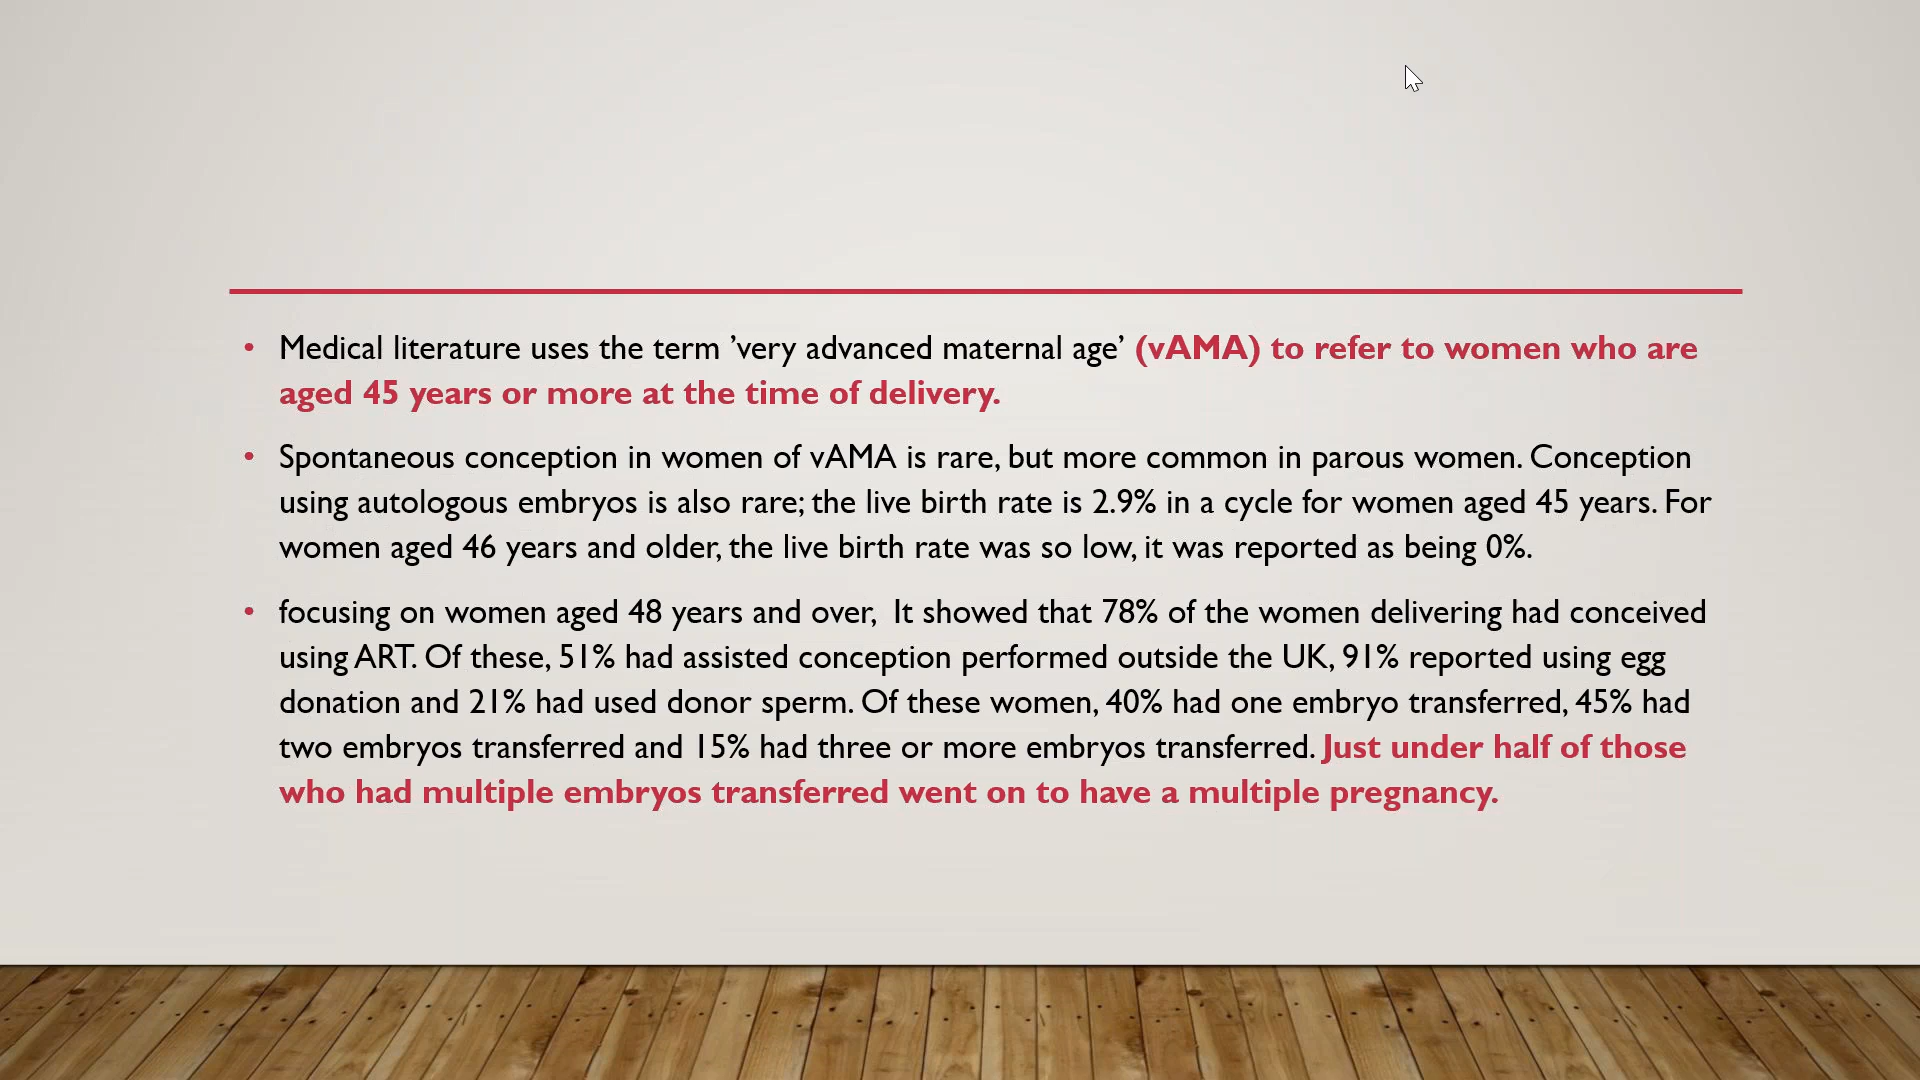 • Medical literature uses the term ’very advanced maternal age’ (vAMA) to refer to women who are
aged 45 years or more at the time of delivery.
• Spontaneous conception in women of vAMA is rare, but more common in parous women. Conception
using autologous embryos is also rare; the live birth rate is 2.9% in a cycle for women aged 45 years. For
women aged 46 years and older, the live birth rate was so low, it was reported as being 0%.
• focusing on women aged 48 years and over,  It showed that 78% of the women delivering had conceived
using ART. Of these, 51% had assisted conception performed outside the UK, 91% reported using egg
donation and 21% had used donor sperm. Of these women, 40% had one embryo transferred, 45% had
two embryos transferred and 15% had three or more embryos transferred. Just under half of those
who had multiple embryos transferred went on to have a multiple pregnancy.